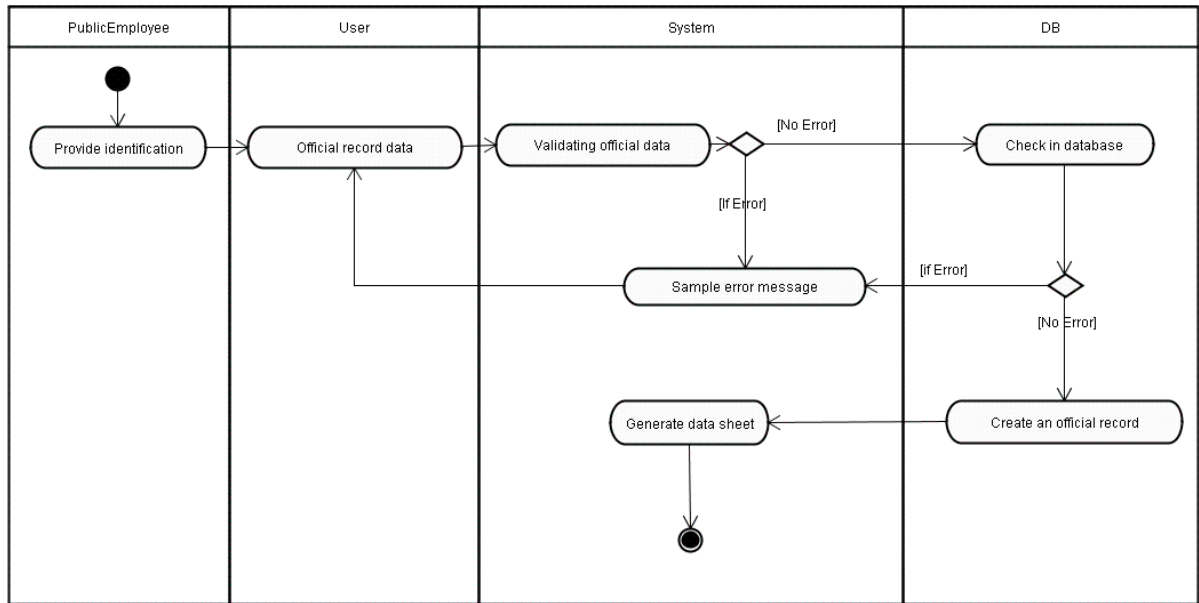 PublicEmployee
User
System
DB
[No Error]
Provide identification
Official record data
Validating official data
Check in database
[If Error]
[if Error]
Sample error message
[No Error]
Generate data sheet
Create an official record